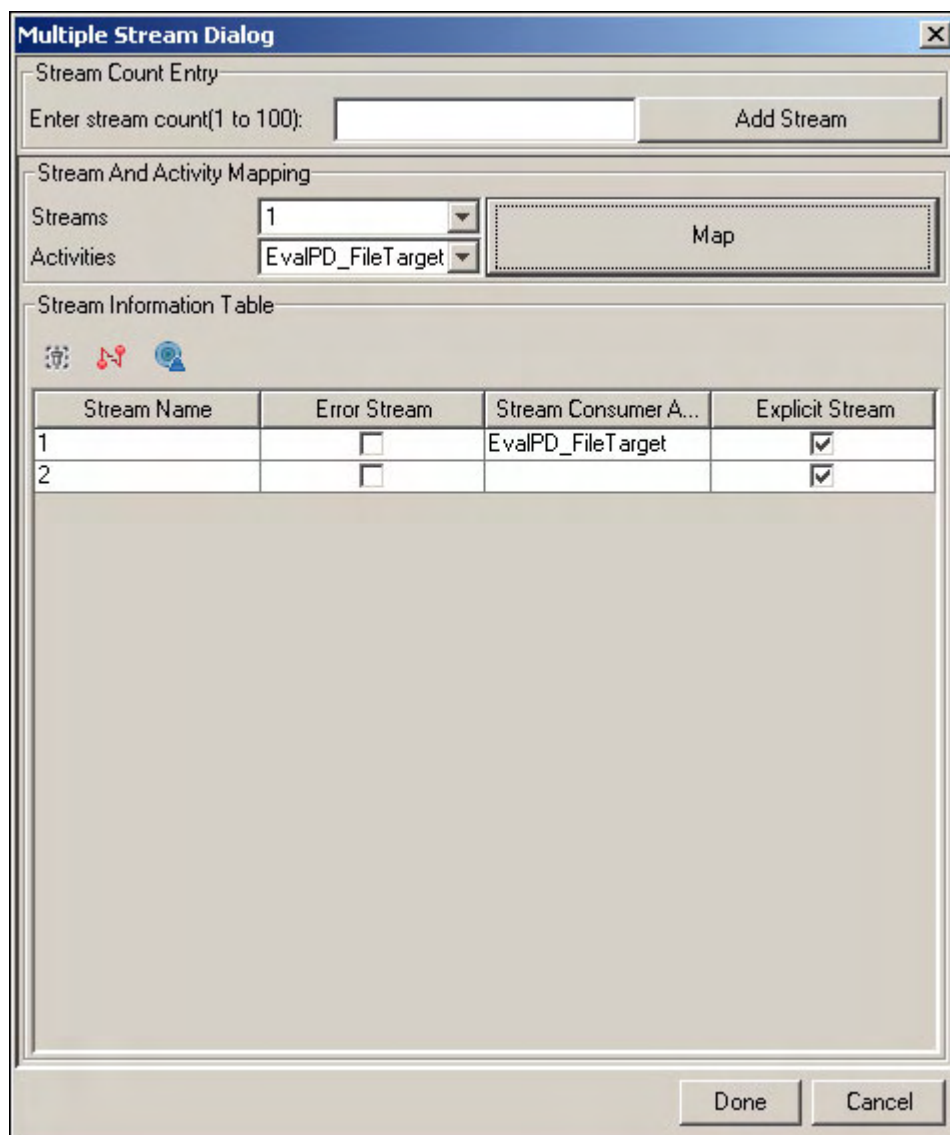 Multiple Stream Dialog
Stream Count Entry
Enter stream count(1 to 100):
Add Stream
Stream And Activity Mapping
Streams
1
Activities
EvalPD_FileTarget
Map
Stream Information Table
Stream Name Error Stream Stream Consumer A... Explicit Stream
1 EvalPD_FileTarget
2
Done Cancel